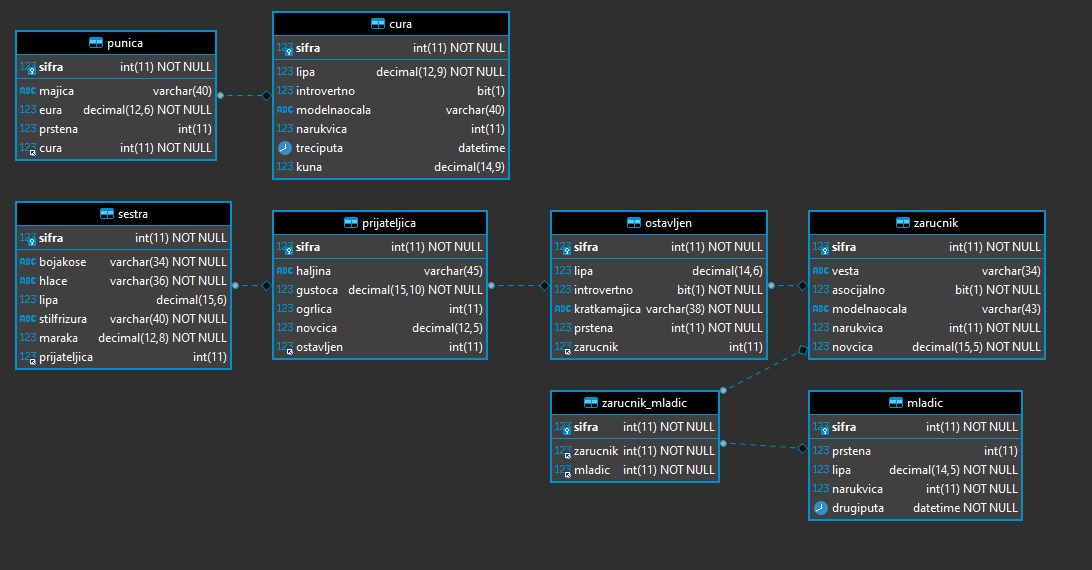 punica
123 sifra int(11) NOT NULL
ABC majica varchar(40)
123 eura decimal(12,6) NOT NULL
123 prstena int(11)
123 cura int(11) NOT NULL
cura
123 sifra int(11) NOT NULL
123 lipa decimal(12,9) NOT NULL
123 introvertno bit(1)
ABC modelnaocala varchar(40)
123 narukvica int(11)
treciputa datetime
123 kuna decimal(14,9)
sestra
123 sifra int(11) NOT NULL
ABC bojakose varchar(34) NOT NULL
ABC hlace varchar(36) NOT NULL
123 lipa decimal(15,6)
ABC stilfrizura varchar(40) NOT NULL
123 maraka decimal(12,8) NOT NULL
123 prijateljica int(11)
prijateljica
123 sifra int(11) NOT NULL
ABC haljina varchar(45)
123 gustoca decimal(15,10) NOT NULL
123 ogrlica int(11)
123 novcica decimal(12,5)
123 ostavljen int(11)
ostavljen
123 sifra int(11) NOT NULL
123 lipa decimal(14,6)
123 introvertno bit(1) NOT NULL
ABC kratkamajica varchar(38) NOT NULL
123 prstena int(11) NOT NULL
123 zarucnik int(11)
zarucnik
123 sifra int(11) NOT NULL
ABC vesta varchar(34)
123 asocijalno bit(1) NOT NULL
ABC modelnaocala varchar(43)
123 narukvica int(11) NOT NULL
123 novcica decimal(15,5) NOT NULL
zarucnik_mladic
123 sifra int(11) NOT NULL
123 zarucnik int(11) NOT NULL
123 mladic int(11) NOT NULL
mladic
123 sifra int(11) NOT NULL
123 prstena int(11)
123 lipa decimal(14,5) NOT NULL
123 narukvica int(11) NOT NULL
drugiputa datetime NOT NULL